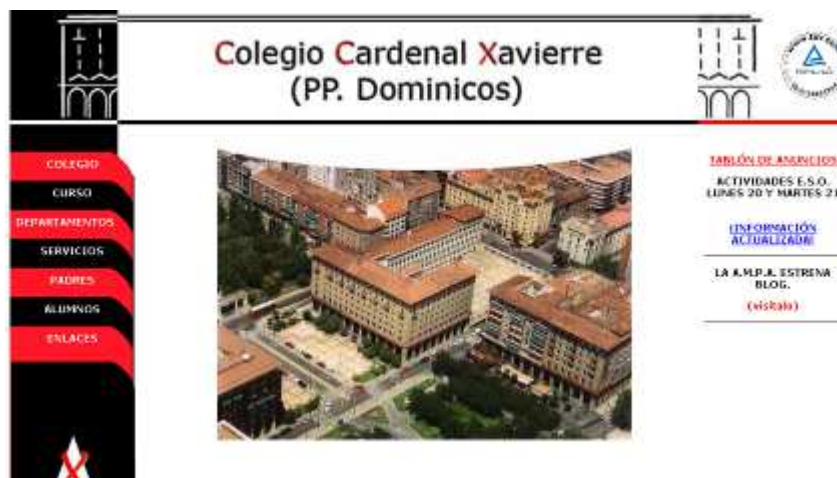 Colegio Cardenal Xavierre
(PP. Dominicos)
COLEGIO
CURSO
DEPARTAMENTOS
SERVICIOS
PADRES
ALUMNOS
ENLACES
TABLÓN DE ANUNCIOS
ACTIVIDADES E.S.O.
LUNES 20 Y MARTES 21
¡INFORMACIÓN
ACTUALIZADA!
LA A.M.P.A. ESTRENA
BLOG.
(visítalo)